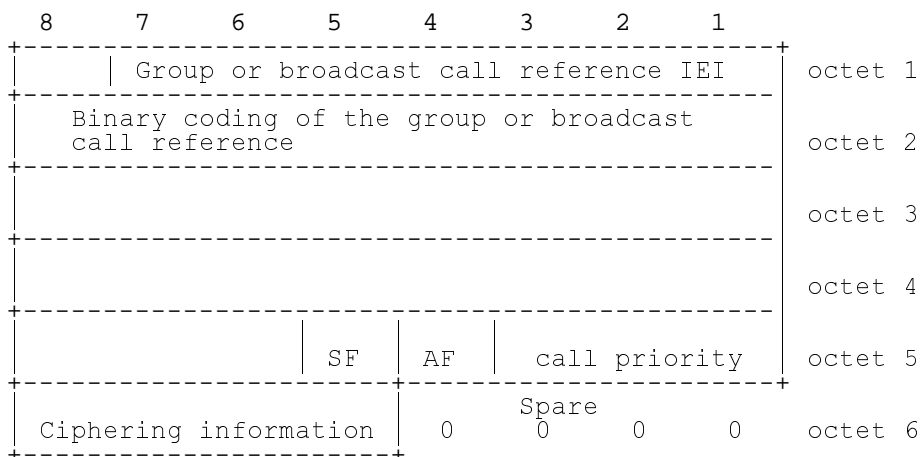 8 7 6 5 4 3 2 1
Group or broadcast call reference IEI octet 1
Binary coding of the group or broadcast
call reference octet 2
octet 3
octet 4
SF AF call priority octet 5
Spare
Ciphering information 0 0 0 0 octet 6